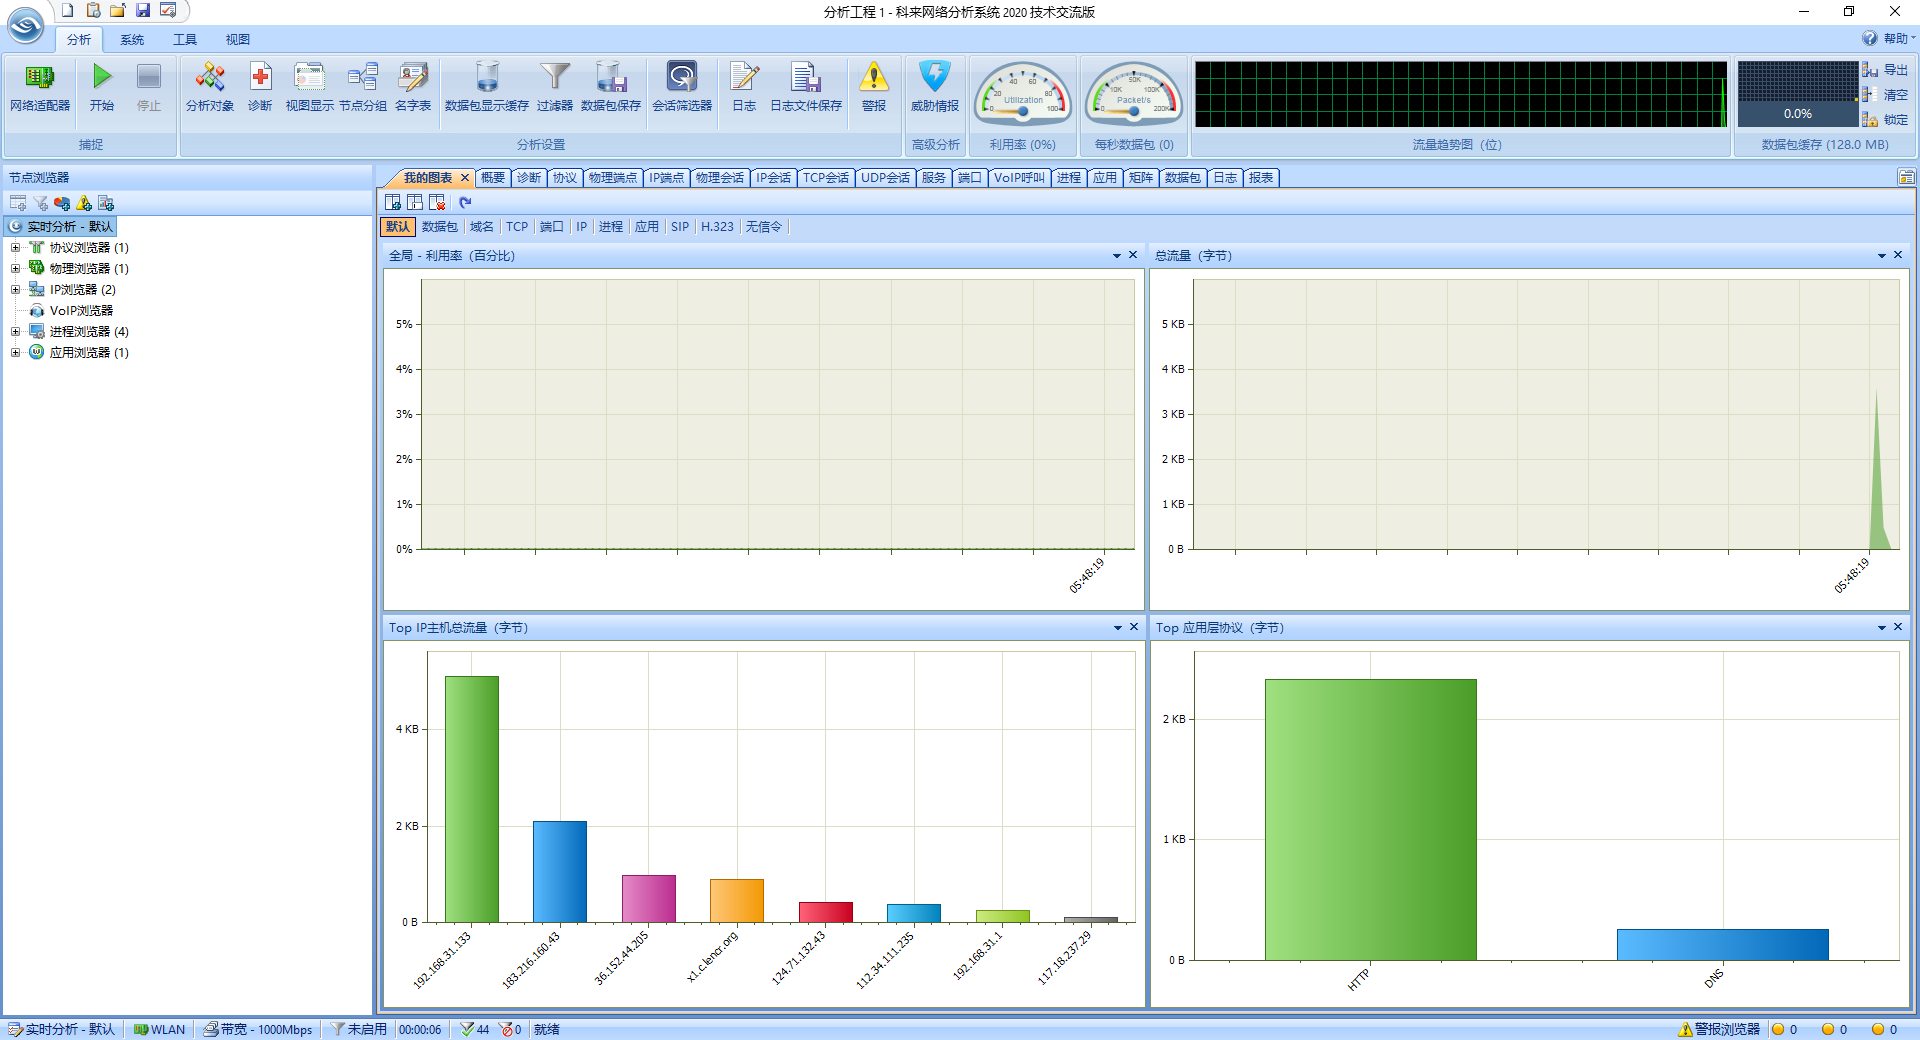 分析工程 1 - 科来网络分析系统 2020 技术交流版
分析 系统 工具 视图 帮助
网络适配器 开始 停止 分析对象 诊断 视图显示 节点分组 名字表 数据包显示缓存 过滤器 数据包保存 会话筛选器 日志 日志文件保存 警报 威胁情报
0 20 40 60 80 100 Utilization
0 10K 50K 100K 200K Packet/s
0.0%
导出
清空
锁定
捕捉 分析设置 高级分析 利用率 (0%) 每秒数据包 (0) 流量趋势图（位） 数据包缓存 (128.0 MB)
节点浏览器
实时分析 - 默认
协议浏览器 (1)
物理浏览器 (1)
IP浏览器 (2)
VoIP浏览器
进程浏览器 (4)
应用浏览器 (1)
我的图表 概要 诊断 协议 物理端点 IP端点 物理会话 IP会话 TCP会话 UDP会话 服务 端口 VoIP呼叫 进程 应用 矩阵 数据包 日志 报表
默认 数据包 域名 TCP 端口 IP 进程 应用 SIP H.323 无信令
全局 - 利用率（百分比）
5%
4%
3%
2%
1%
0%
05:48:19
总流量（字节）
5 KB
4 KB
3 KB
2 KB
1 KB
0 B
05:48:19
Top IP主机总流量（字节）
4 KB
2 KB
0 B
192.168.31.133 183.216.160.43 36.152.44.205 x1.c.lencr.org 124.71.132.43 112.34.111.235 192.168.31.1 117.18.237.29
Top 应用层协议（字节）
2 KB
1 KB
0 B
HTTP DNS
实时分析 - 默认 WLAN 带宽 - 1000Mbps 未启用 00:00:06 44 0 就绪 警报浏览器 0 0 0